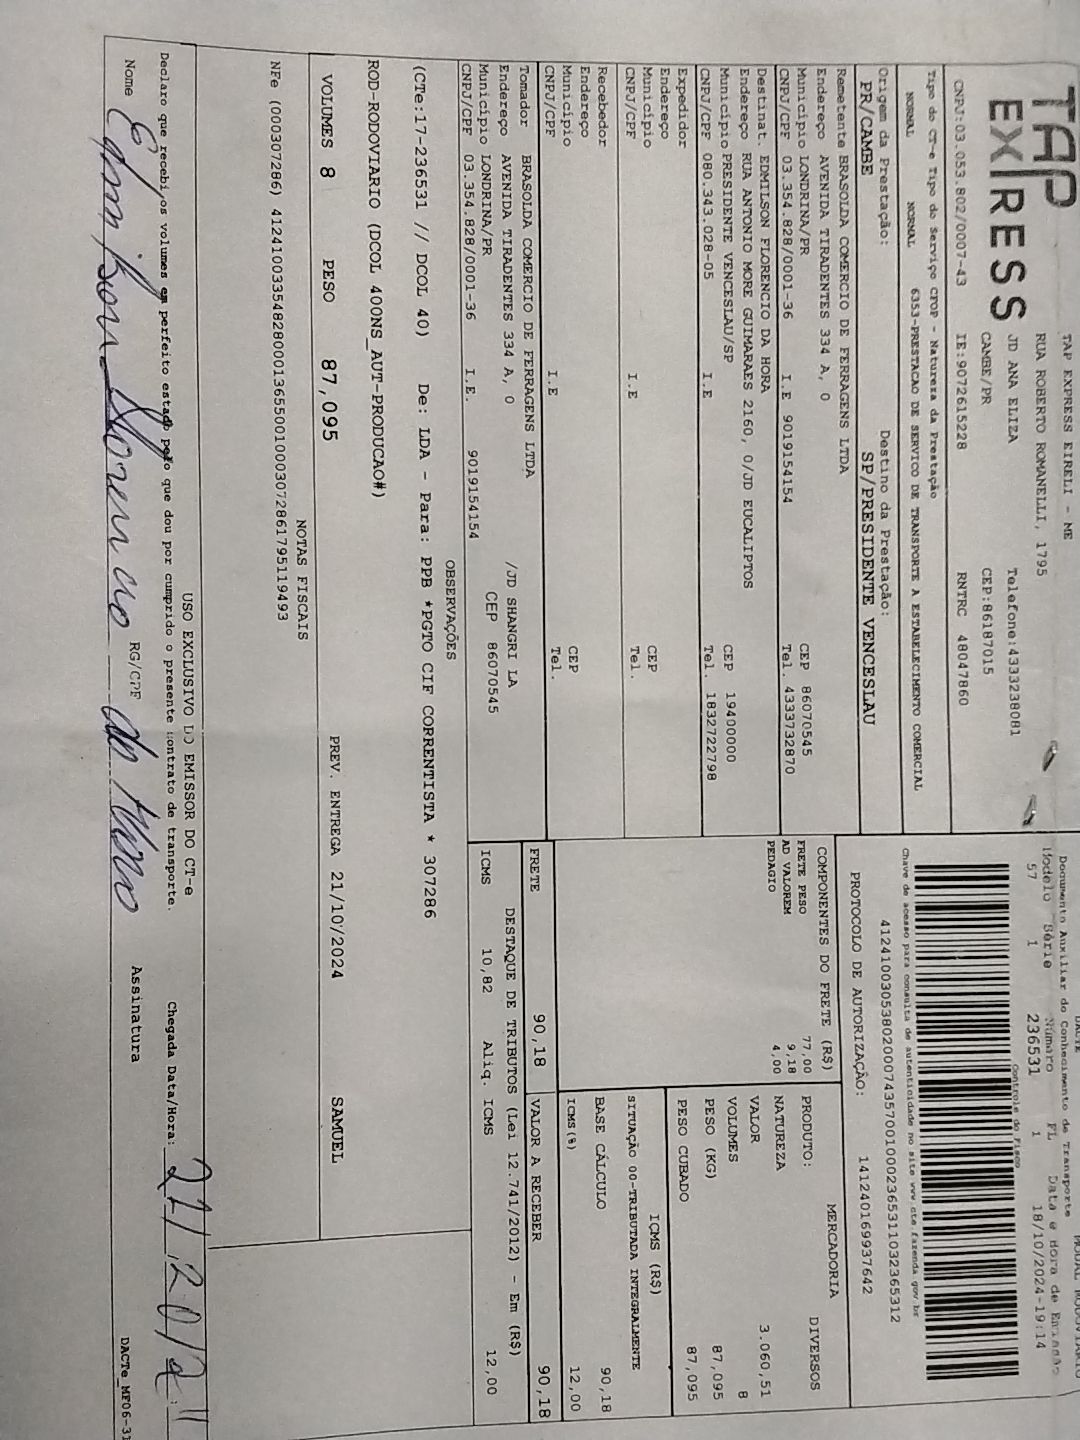 TAP
EXPRESS
TAP EXPRESS EIRELI - ME
RUA ROBERTO ROMANELLI, 1795
JD ANA ELIZA Telefone:4333238081
CAMBE/PR CEP:86187015
CNPJ:03.053.802/0007-43 IE:9072615228 RNTRC 48047860
DACTE MODAL RODOVIÁRIO
Documento Auxiliar do Conhecimento de Transporte
Modelo Série Número FL Data e Hora de Emissão
57 1 236531 1 18/10/2024-19:14
Controle do Fisco
Tipo do CT-e Tipo do Serviço CFOP - Natureza da Prestação
NORMAL NORMAL 6353-PRESTACAO DE SERVICO DE TRANSPORTE A ESTABELECIMENTO COMERCIAL
Chave de acesso para consulta de autenticidade no site www.cte.fazenda.gov.br
Origem da Prestação: Destino da Prestação:
PR/CAMBE SP/PRESIDENTE VENCESLAU
PROTOCOLO DE AUTORIZAÇÃO: 141240169937642
Remetente BRASOLDA COMERCIO DE FERRAGENS LTDA
Endereço AVENIDA TIRADENTES 334 A, 0
Município LONDRINA/PR CEP 86070545
CNPJ/CPF 03.354.828/0001-36 I.E 9019154154 Tel. 4333732870
Destinat. EDMILSON FLORENCIO DA HORA
Endereço RUA ANTONIO MORE GUIMARAES 2160, 0/JD EUCALIPTOS
Município PRESIDENTE VENCESLAU/SP CEP 19400000
CNPJ/CPF 080.343.028-05 I.E Tel. 1832722798
Expedidor
Endereço
Município CEP
CNPJ/CPF I.E Tel.
Recebedor
Endereço
Município CEP
CNPJ/CPF I.E Tel.
Tomador BRASOLDA COMERCIO DE FERRAGENS LTDA
Endereço AVENIDA TIRADENTES 334 A, 0 /JD SHANGRI LA
Município LONDRINA/PR CEP 86070545
CNPJ/CPF 03.354.828/0001-36 I.E. 9019154154
COMPONENTES DO FRETE (R$)
FRETE PESO 77,00
AD VALOREM 9,18
PEDAGIO 4,00
MERCADORIA
PRODUTO: DIVERSOS
NATUREZA
VALOR 3.060,51
VOLUMES 8
PESO (KG) 87,095
PESO CUBADO 87,095
ICMS (R$)
SITUAÇÃO 00-TRIBUTADA INTEGRALMENTE
BASE CÁLCULO 90,18
ICMS (%) 12,00
FRETE 90,18 VALOR A RECEBER 90,18
DESTAQUE DE TRIBUTOS (Lei 12.741/2012) - Em (R$)
ICMS 10,82 Aliq. ICMS 12,00
OBSERVAÇÕES
(CTe:17-236531 // DCOL 40) De: LDA - Para: PPB *PGTO CIF CORRENTISTA * 307286
ROD-RODOVIARIO (DCOL 40ONS_AUT-PRODUCAO#)
VOLUMES 8 PESO 87,095 PREV. ENTREGA 21/10/2024 SAMUEL
NOTAS FISCAIS
NFe (000307286) 41241003354828000136550010003072861795119493
USO EXCLUSIVO DO EMISSOR DO CT-e
Declaro que recebi os volumes em perfeito estado pelo que dou por cumprido o presente contrato de transporte. Chegada Data/Hora:
Nome Edmilson Florencio RG/CPF da Hora Assinatura